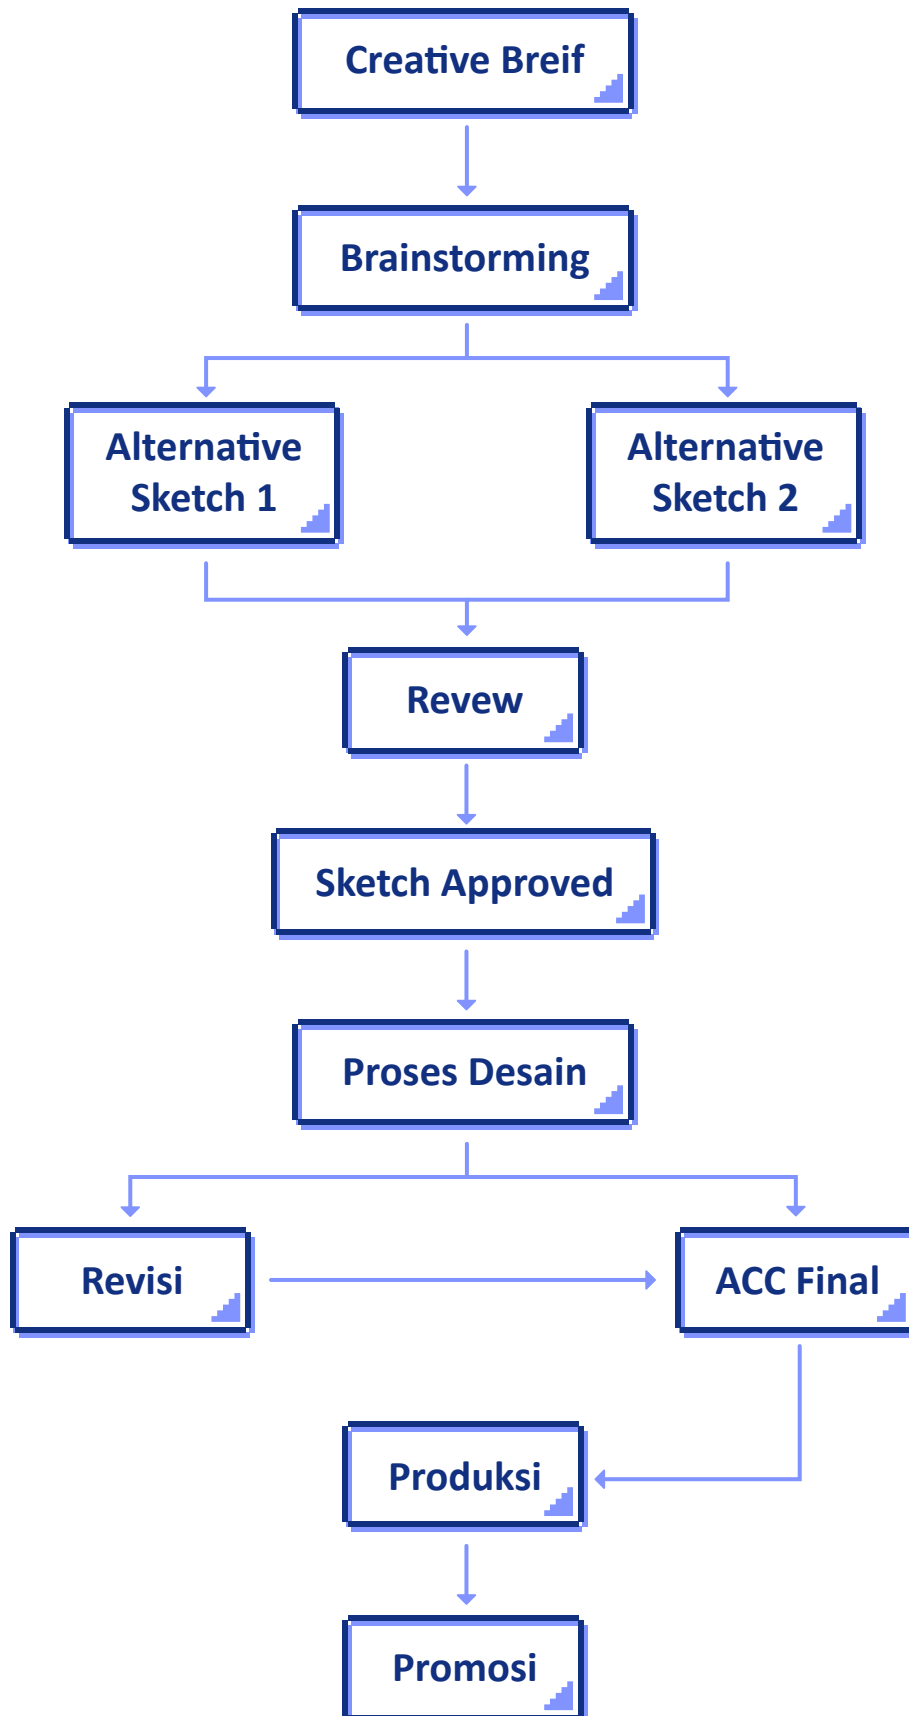 Creative Breif
Brainstorming
Alternative
Sketch 1
Alternative
Sketch 2
Revew
Sketch Approved
Proses Desain
Revisi
ACC Final
Produksi
Promosi